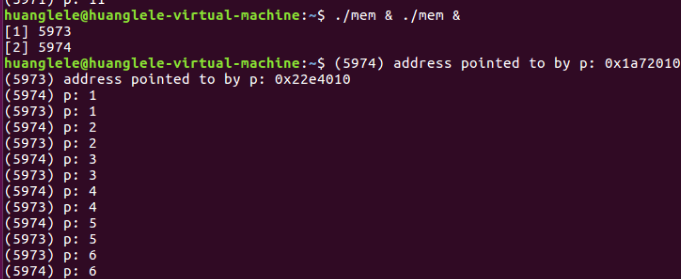 (5971) p: 11
huanglele@huanglele-virtual-machine:~$ ./mem & ./mem &
[1] 5973
[2] 5974
huanglele@huanglele-virtual-machine:~$ (5974) address pointed to by p: 0x1a72010
(5973) address pointed to by p: 0x22e4010
(5974) p: 1
(5973) p: 1
(5974) p: 2
(5973) p: 2
(5974) p: 3
(5973) p: 3
(5974) p: 4
(5973) p: 4
(5974) p: 5
(5973) p: 5
(5973) p: 6
(5974) p: 6